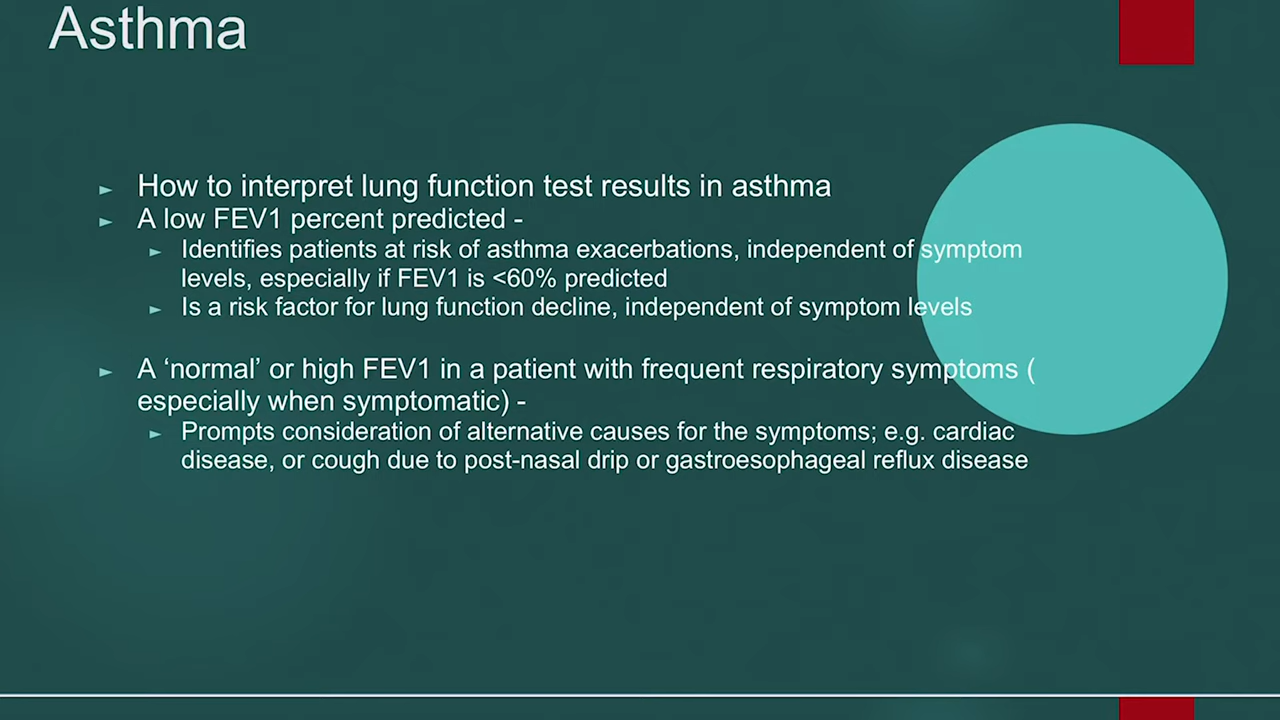 Asthma
► How to interpret lung function test results in asthma
► A low FEV1 percent predicted -
► Identifies patients at risk of asthma exacerbations, independent of symptom
levels, especially if FEV1 is <60% predicted
► Is a risk factor for lung function decline, independent of symptom levels
► A ‘normal’ or high FEV1 in a patient with frequent respiratory symptoms (
especially when symptomatic) -
► Prompts consideration of alternative causes for the symptoms; e.g. cardiac
disease, or cough due to post-nasal drip or gastroesophageal reflux disease